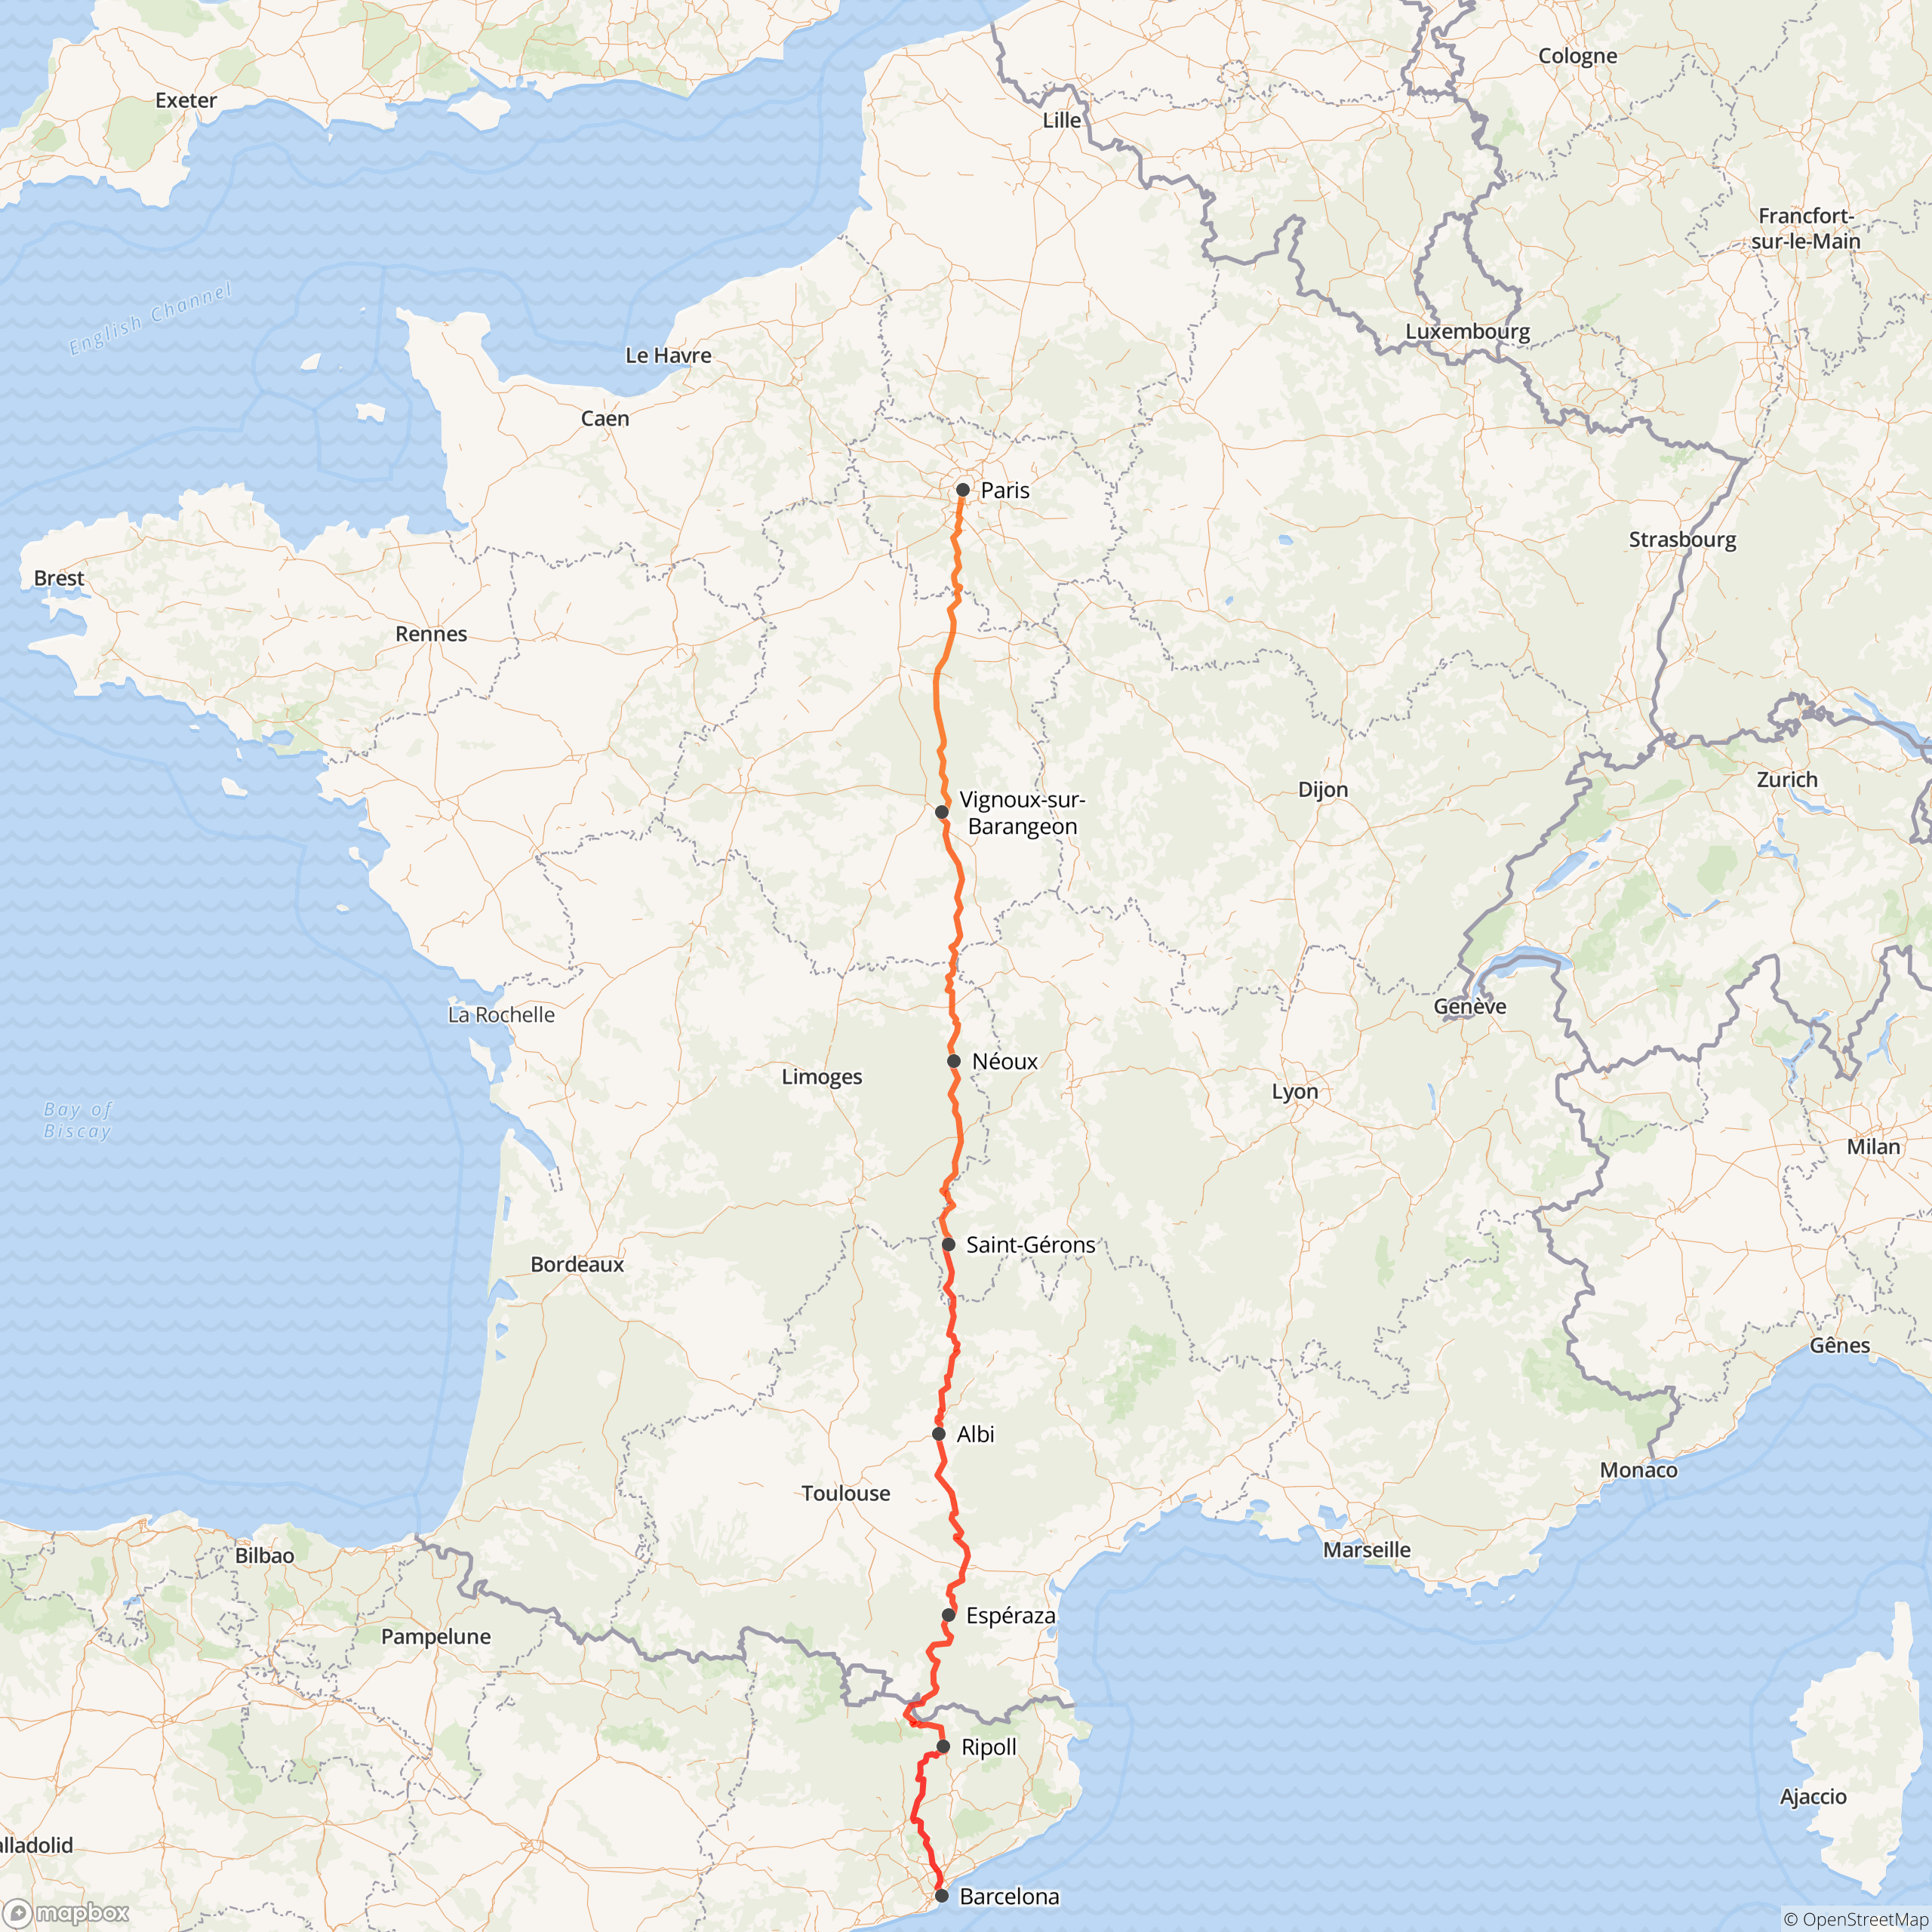 Cologne
Exeter
Lille
Francfort-
sur-le-Main
English Channel
Luxembourg
Le Havre
Caen
Paris
Strasbourg
Brest
Rennes
Zurich
Dijon
Vignoux-sur-
Barangeon
Genève
La Rochelle
Néoux
Limoges
Lyon
Bay of
Biscay
Milan
Saint-Gérons
Bordeaux
Gênes
Albi
Monaco
Toulouse
Marseille
Bilbao
Espéraza
Pampelune
Ripoll
Ajaccio
alladolid
Barcelona
mapbox
© OpenStreetMap